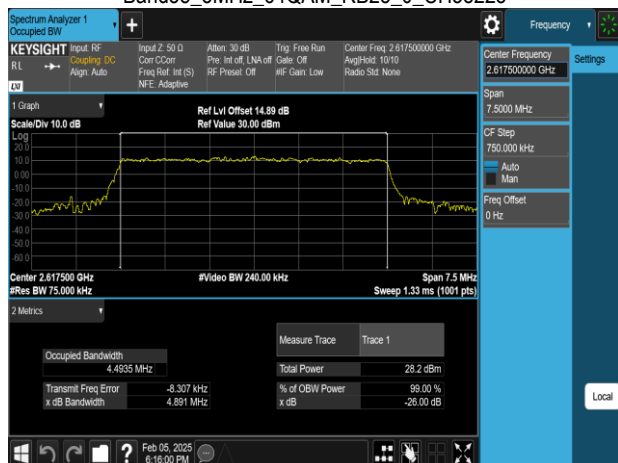 Spectrum Analyzer 1
Occupied BW
Frequency
KEYSIGHT
Input: RF
Coupling: DC
Align: Auto
Input Z: 50 Ω
Corr CCorr
Freq Ref: Int (S)
NFE: Adaptive
Atten: 30 dB
Pre: Int off, LNA off
RF Presel: Off
Trig: Free Run
Gate: Off
#IF Gain: Low
Center Freq: 2.617500000 GHz
Avg|Hold: 10/10
Radio Std: None
RL
LXI
1 Graph
Scale/Div 10.0 dB
Ref Lvl Offset 14.89 dB
Ref Value 30.00 dBm
Log
20.0
10.0
0.00
-10.0
-20.0
-30.0
-40.0
-50.0
-60.0
Center 2.617500 GHz
#Res BW 75.000 kHz
#Video BW 240.00 kHz
Span 7.5 MHz
Sweep 1.33 ms (1001 pts)
2 Metrics
Measure Trace
Trace 1
Occupied Bandwidth
4.4935 MHz
Total Power
28.2 dBm
Transmit Freq Error
-8.307 kHz
% of OBW Power
99.00 %
x dB Bandwidth
4.891 MHz
x dB
-26.00 dB
Center Frequency
2.617500000 GHz
Settings
Span
7.5000 MHz
CF Step
750.000 kHz
Auto
Man
Freq Offset
0 Hz
Local
?
Feb 05, 2025
6:16:00 PM